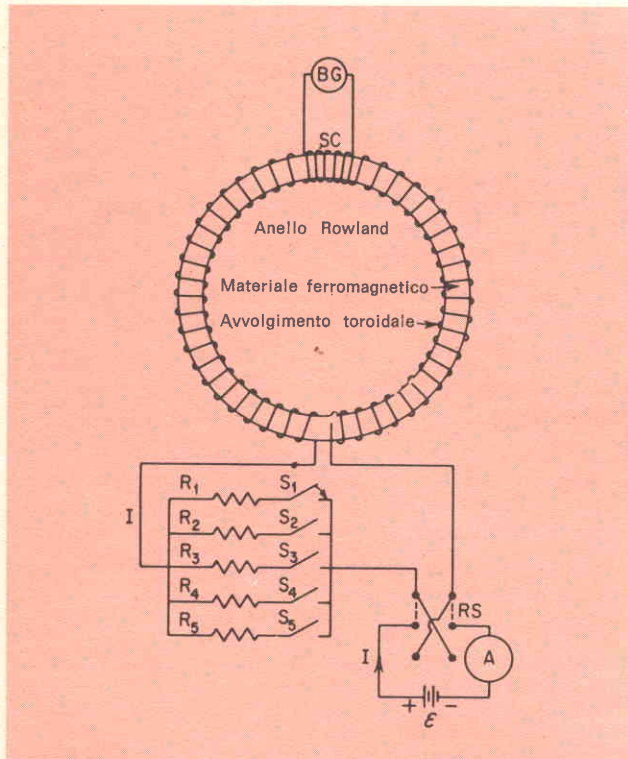 BG
SC
Anello Rowland
Materiale ferromagnetico
Avvolgimento toroidale
R₁ S₁
I R₂ S₂
R₃ S₃
R₄ S₄
RS
R₅ S₅
I A
+ −
ℰ